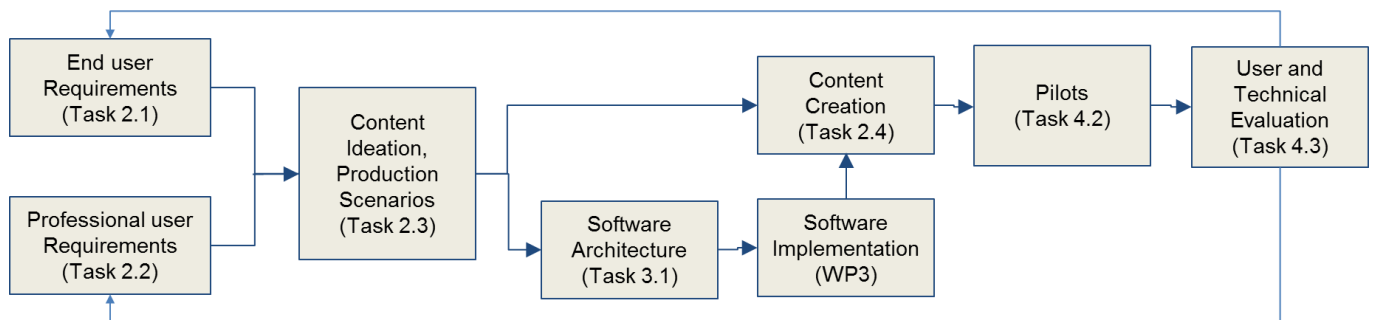 End user
Requirements
(Task 2.1)
Professional user
Requirements
(Task 2.2)
Content
Ideation,
Production
Scenarios
(Task 2.3)
Software
Architecture
(Task 3.1)
Software
Implementation
(WP3)
Content
Creation
(Task 2.4)
Pilots
(Task 4.2)
User and
Technical
Evaluation
(Task 4.3)